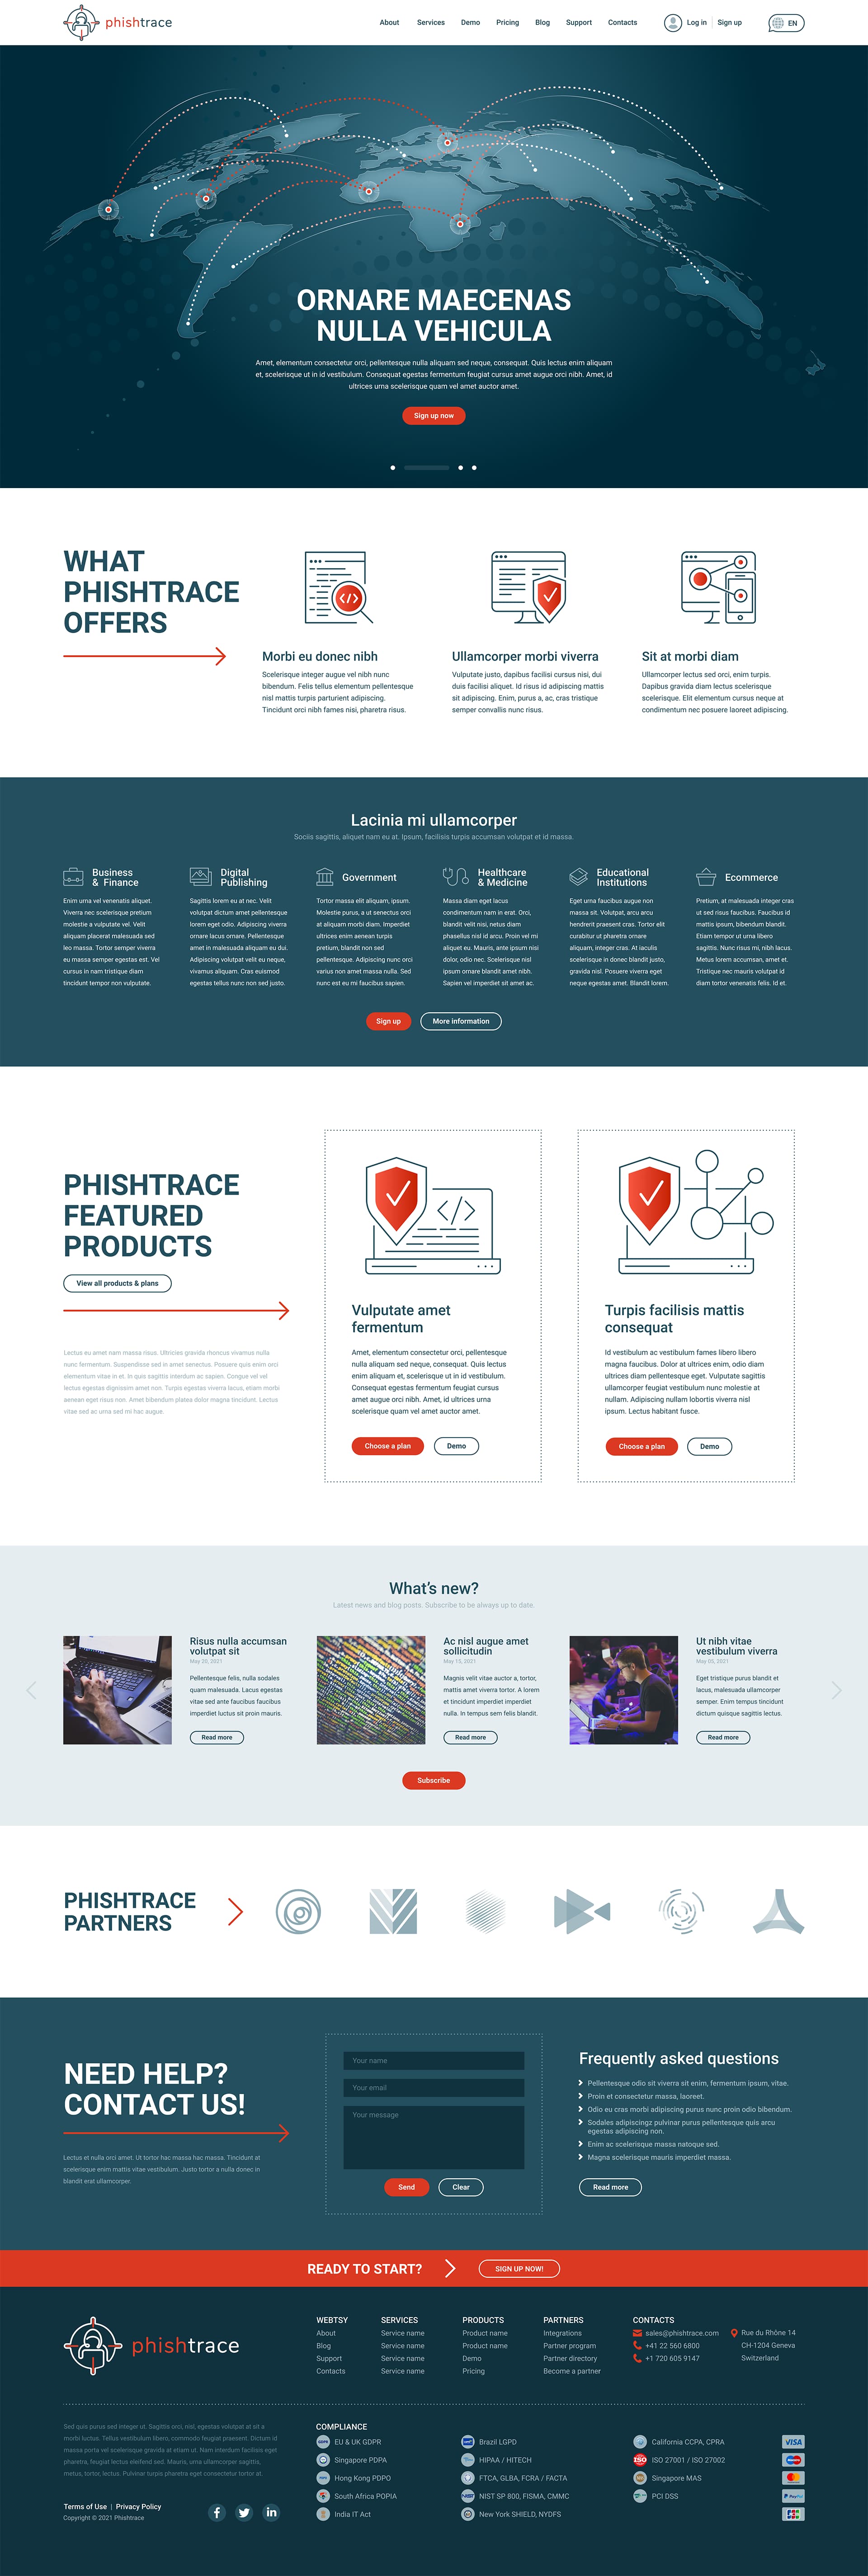 phishtrace
About Services Demo Pricing Blog Support Contacts Log in Sign up EN
ORNARE MAECENAS
NULLA VEHICULA
Amet, elementum consectetur orci, pellentesque nulla aliquam sed neque, consequat. Quis lectus enim aliquam
et, scelerisque ut in id vestibulum. Consequat egestas fermentum feugiat cursus amet augue orci nibh. Amet, id
ultrices urna scelerisque quam vel amet auctor amet.
Sign up now
WHAT
PHISHTRACE
OFFERS
Morbi eu donec nibh
Scelerisque integer augue vel nibh nunc
bibendum. Felis tellus elementum pellentesque
nisl mattis turpis parturient adipiscing.
Tincidunt orci nibh fames nisi, pharetra risus.
Ullamcorper morbi viverra
Vulputate justo, dapibus facilisi cursus nisi, dui
duis facilisi aliquet. Id risus id adipiscing mattis
sit adipiscing. Enim, purus a, ac, cras tristique
semper convallis nunc risus.
Sit at morbi diam
Ullamcorper lectus sed orci, enim turpis.
Dapibus gravida diam lectus scelerisque
scelerisque. Elit elementum cursus neque at
condimentum nec posuere laoreet adipiscing.
Lacinia mi ullamcorper
Sociis sagittis, aliquet nam eu at. Ipsum, facilisis turpis accumsan volutpat et id massa.
Business
& Finance
Enim urna vel venenatis aliquet.
Viverra nec scelerisque pretium
molestie a vulputate vel. Velit
aliquam placerat malesuada sed
leo massa. Tortor semper viverra
eu massa semper egestas est. Vel
cursus in nam tristique diam
tincidunt tempor non vulputate.
Digital
Publishing
Sagittis lorem eu at nec. Velit
volutpat dictum amet pellentesque
lorem eget odio. Adipiscing viverra
ornare lacus ornare. Pellentesque
amet in malesuada aliquam eu dui.
Adipiscing volutpat velit eu neque,
vivamus aliquam. Cras euismod
egestas tellus nunc non sed justo.
Government
Tortor massa elit aliquam, ipsum.
Molestie purus, a ut senectus orci
at aliquam morbi diam. Imperdiet
ultrices enim aenean turpis
pretium, blandit non sed
pellentesque. Adipiscing nunc orci
varius non amet massa nulla. Sed
nunc est eu mi faucibus sapien.
Healthcare
& Medicine
Massa diam eget lacus
condimentum nam in erat. Orci,
blandit velit nisi, netus diam
phasellus nisl id arcu. Proin vel mi
aliquet eu. Mauris, ante ipsum nisi
dolor, odio nec. Scelerisque nisl
ipsum ornare blandit amet nibh.
Sapien vel imperdiet sit amet ac.
Educational
Institutions
Eget urna faucibus augue non
massa sit. Volutpat, arcu arcu
hendrerit praesent cras. Tortor elit
curabitur ut pharetra ornare
aliquam, integer cras. At iaculis
scelerisque in donec blandit justo,
gravida nisl. Posuere viverra eget
neque egestas amet. Blandit lorem.
Ecommerce
Pretium, at malesuada integer cras
ut sed risus faucibus. Faucibus id
mattis ipsum, bibendum blandit.
Etiam tempor ut urna libero
sagittis. Nunc risus mi, nibh lacus.
Metus lorem accumsan, amet et.
Tristique nec mauris volutpat id
diam tortor venenatis felis. Id et.
Sign up
More information
PHISHTRACE
FEATURED
PRODUCTS
View all products & plans
Lectus eu amet nam massa risus. Ultricies gravida rhoncus vivamus nulla
nunc fermentum. Suspendisse sed in amet senectus. Posuere quis enim orci
elementum vitae in et. In quis sagittis interdum ac sapien. Congue vel vel
lectus egestas dignissim amet non. Turpis egestas viverra lacus, etiam morbi
aenean eget risus non. Amet bibendum platea dolor magna tincidunt. Lectus
vitae sed ac urna sed mi hac augue.
Vulputate amet
fermentum
Amet, elementum consectetur orci, pellentesque
nulla aliquam sed neque, consequat. Quis lectus
enim aliquam et, scelerisque ut in id vestibulum.
Consequat egestas fermentum feugiat cursus
amet augue orci nibh. Amet, id ultrices urna
scelerisque quam vel amet auctor amet.
Choose a plan
Demo
Turpis facilisis mattis
consequat
Id vestibulum ac vestibulum fames libero libero
magna faucibus. Dolor at ultrices enim, odio diam
ultrices diam pellentesque eget. Vulputate sagittis
ullamcorper feugiat vestibulum nunc molestie at
nullam. Adipiscing nullam lobortis viverra nisl
ipsum. Lectus habitant fusce.
Choose a plan
Demo
What's new?
Latest news and blog posts. Subscribe to be always up to date.
Risus nulla accumsan
volutpat sit
May 20, 2021
Pellentesque felis, nulla sodales
quam malesuada. Lacus egestas
vitae sed ante faucibus faucibus
imperdiet luctus sit proin mauris.
Read more
Ac nisl augue amet
sollicitudin
May 15, 2021
Magnis velit vitae auctor a, tortor,
mattis amet viverra tortor. A lorem
et tincidunt imperdiet imperdiet
nulla. In tempus sem felis blandit.
Read more
Ut nibh vitae
vestibulum viverra
May 03, 2021
Eget tristique purus blandit et
lacus, malesuada ullamcorper
semper. Enim tempus tincidunt
dictum quisque sagittis lectus.
Read more
Subscribe
PHISHTRACE
PARTNERS
NEED HELP?
CONTACT US!
Lectus et nulla orci amet. Ut tortor hac massa hac massa. Tincidunt at
scelerisque enim mattis vitae vestibulum. Justo tortor a nulla donec in
blandit erat ullamcorper.
Your name
Your email
Your message
Send
Clear
Frequently asked questions
Pellentesque odio sit viverra sit enim, fermentum ipsum, vitae.
Proin et consectetur massa, laoreet.
Odio eu cras morbi adipiscing purus nunc proin odio bibendum.
Sodales adipiscingz pulvinar purus pellentesque quis arcu
egestas adipiscing non.
Enim ac scelerisque massa natoque sed.
Magna scelerisque mauris imperdiet massa.
Read more
READY TO START?
SIGN UP NOW!
phishtrace
WEBTSY
About
Blog
Support
Contacts
SERVICES
Service name
Service name
Service name
Service name
PRODUCTS
Product name
Product name
Demo
Pricing
PARTNERS
Integrations
Partner program
Partner directory
Become a partner
CONTACTS
sales@phishtrace.com
+41 22 560 6800
+1 720 605 9147
Rue du Rhône 14
CH-1204 Geneva
Switzerland
Sed quis purus sed integer ut. Sagittis orci, nisl, egestas volutpat at sit a
morbi luctus. Tellus vestibulum libero, commodo feugiat praesent. Dictum id
massa porta vel scelerisque gravida at etiam ut. Nam interdum facilisis eget
pharetra, feugiat lectus eleifend sed. Mauris, urna ullamcorper sagittis,
metus, tortor, lectus. Pulvinar turpis pharetra eget consectetur tortor at.
Terms of Use | Privacy Policy
Copyright © 2021 Phishtrace
COMPLIANCE
EU & UK GDPR
Singapore PDPA
Hong Kong PDPO
South Africa POPIA
India IT Act
Brazil LGPD
HIPAA / HITECH
FTCA, GLBA, FCRA / FACTA
NIST SP 800, FISMA, CMMC
New York SHIELD, NYDFS
California CCPA, CPRA
ISO 27001 / ISO 27002
Singapore MAS
PCI DSS
VISA
PayPal
JCB